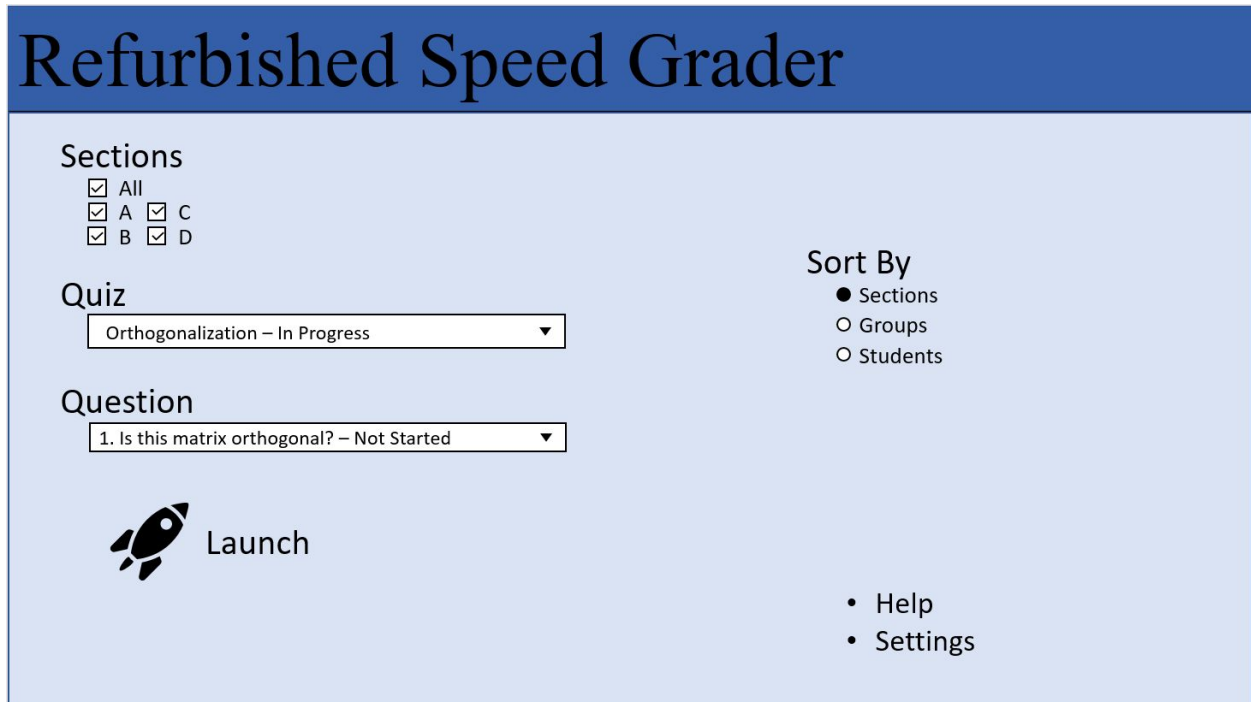 Refurbished Speed Grader
Sections
All
A C
B D
Quiz
Orthogonalization – In Progress
Question
1. Is this matrix orthogonal? – Not Started
Launch
Sort By
Sections
Groups
Students
• Help
• Settings